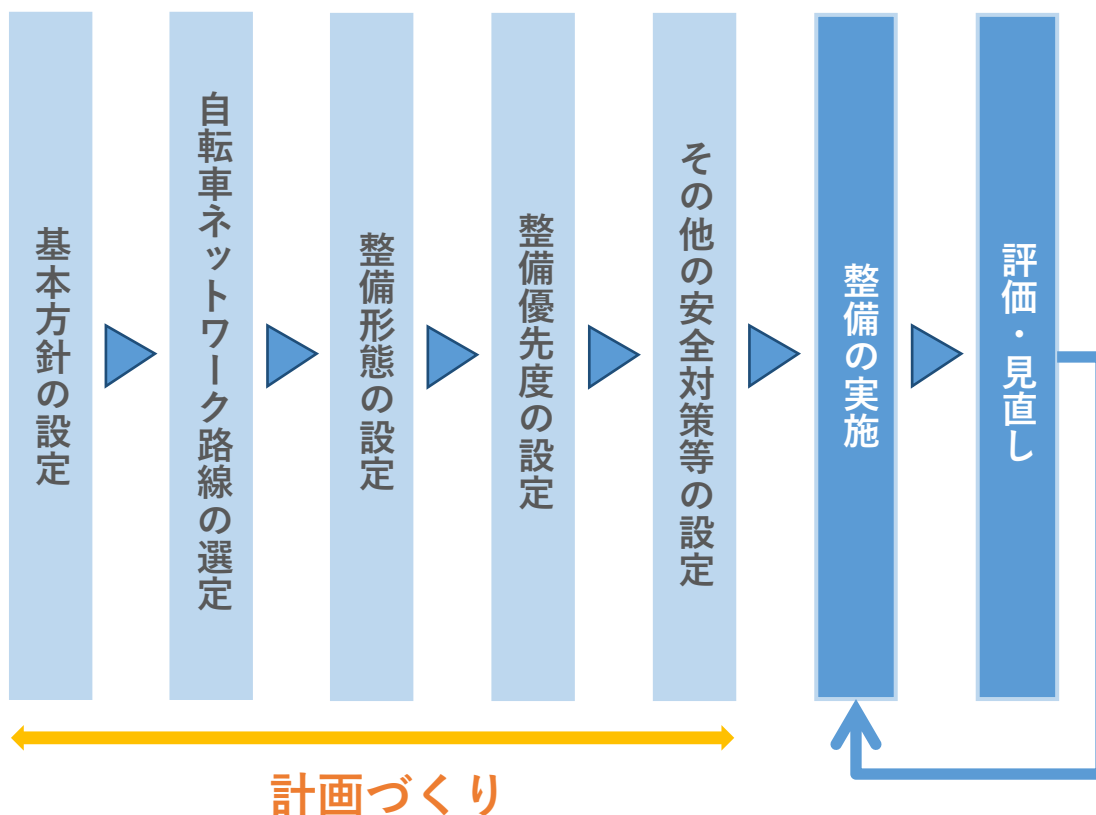 基本方針の設定
自転車ネットワーク路線の選定
整備形態の設定
整備優先度の設定
その他の安全対策等の設定
整備の実施
評価・見直し
計画づくり